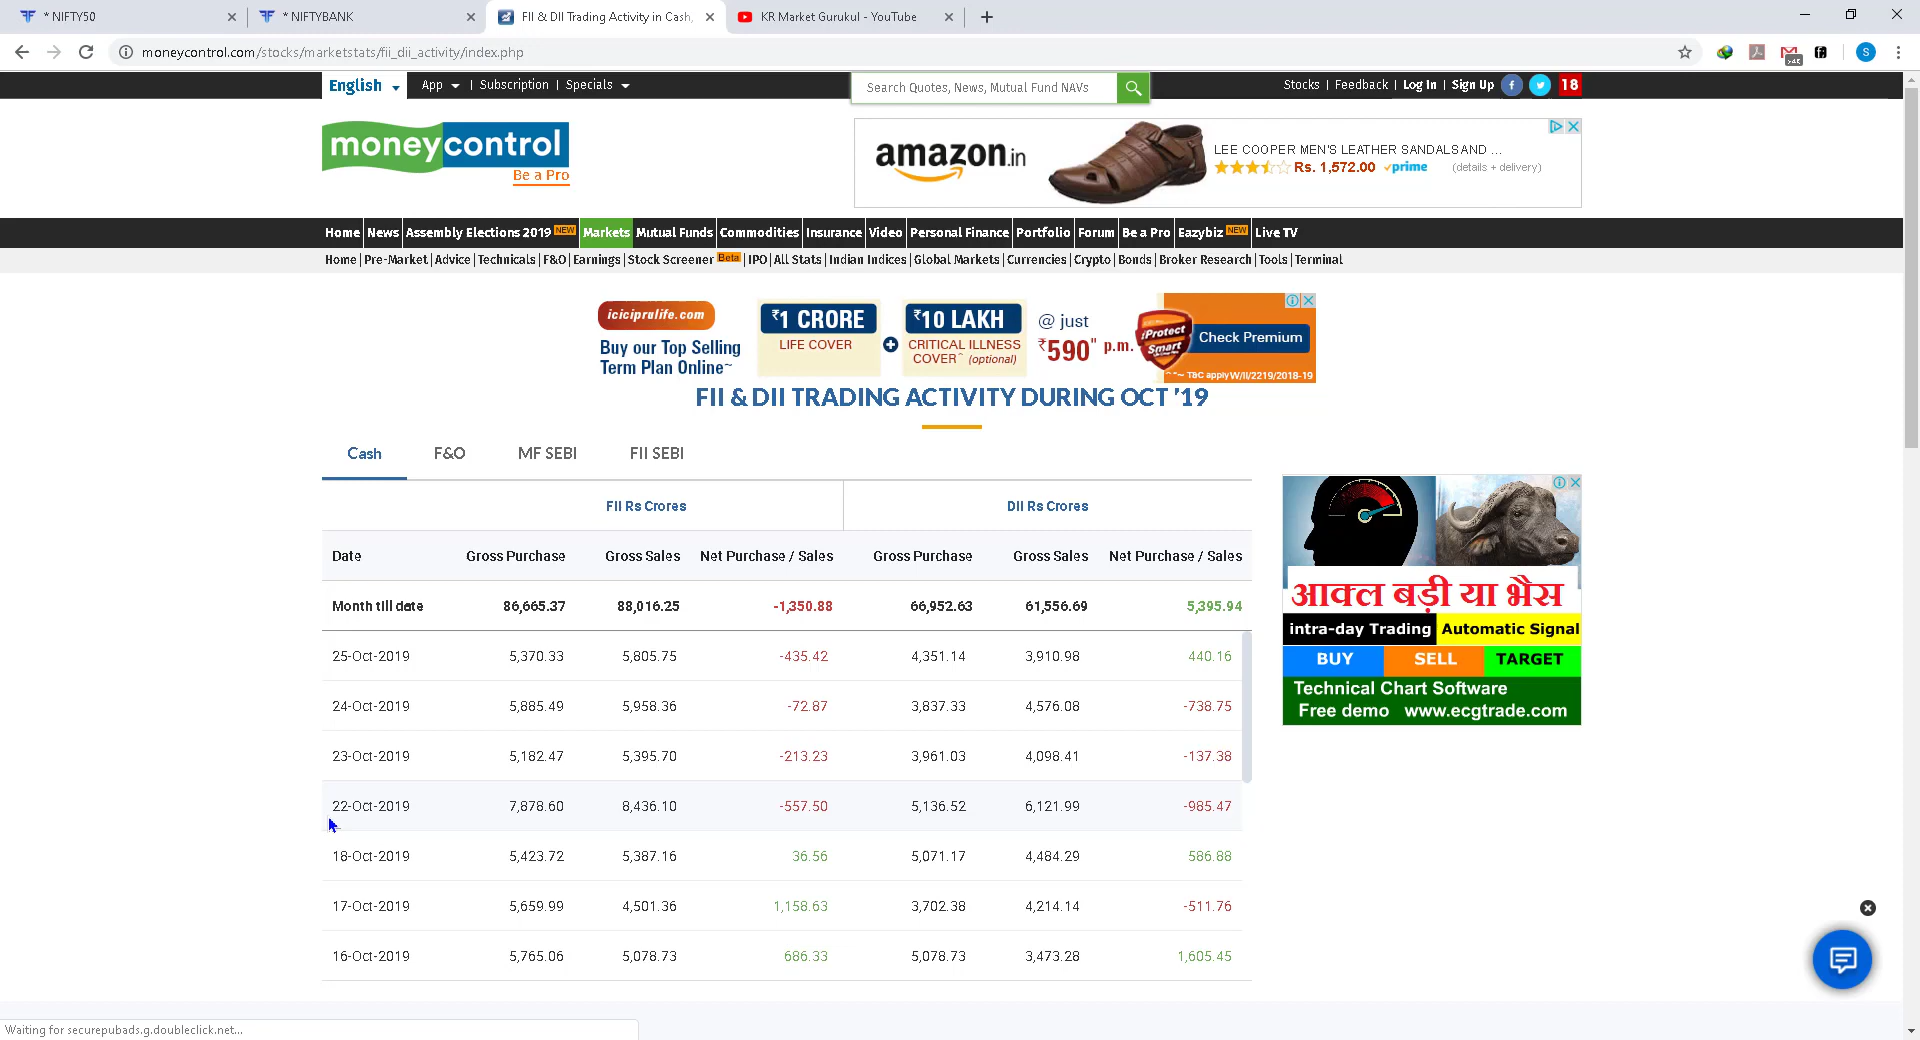 * NIFTY50
* NIFTYBANK
FII & DII Trading Activity in Cash,
KR Market Gurukul - YouTube
moneycontrol.com/stocks/marketstats/fii_dii_activity/index.php
S
English App | Subscription | Specials
Search Quotes, News, Mutual Fund NAVs
Stocks | Feedback | Log In | Sign Up f 18
moneycontrol
Be a Pro
amazon.in
LEE COOPER MEN'S LEATHER SANDALS AND ...
Rs. 1,572.00 prime (details + delivery)
Home News Assembly Elections 2019 NEW Markets Mutual Funds Commodities Insurance Video Personal Finance Portfolio Forum Be a Pro Eazybiz NEW Live TV
Home | Pre-Market | Advice | Technicals | F&O | Earnings | Stock Screener Beta | IPO | All Stats | Indian Indices | Global Markets | Currencies | Crypto | Bonds | Broker Research | Tools | Terminal
iciciprulife.com
Buy our Top Selling
Term Plan Online~
₹1 CRORE
LIFE COVER
₹10 LAKH
CRITICAL ILLNESS
COVER^ (optional)
@ just
₹590" p.m.
iProtect
Smart
Check Premium
T&C apply W/II/2219/2018-19
FII & DII TRADING ACTIVITY DURING OCT '19
Cash F&O MF SEBI FII SEBI
FII Rs Crores DII Rs Crores
Date Gross Purchase Gross Sales Net Purchase / Sales Gross Purchase Gross Sales Net Purchase / Sales
Month till date 86,665.37 88,016.25 -1,350.88 66,952.63 61,556.69 5,395.94
25-Oct-2019 5,370.33 5,805.75 -435.42 4,351.14 3,910.98 440.16
24-Oct-2019 5,885.49 5,958.36 -72.87 3,837.33 4,576.08 -738.75
23-Oct-2019 5,182.47 5,395.70 -213.23 3,961.03 4,098.41 -137.38
22-Oct-2019 7,878.60 8,436.10 -557.50 5,136.52 6,121.99 -985.47
18-Oct-2019 5,423.72 5,387.16 36.56 5,071.17 4,484.29 586.88
17-Oct-2019 5,659.99 4,501.36 1,158.63 3,702.38 4,214.14 -511.76
16-Oct-2019 5,765.06 5,078.73 686.33 5,078.73 3,473.28 1,605.45
आक्ल बड़ी या भैस
intra-day Trading Automatic Signal
BUY SELL TARGET
Technical Chart Software
Free demo www.ecgtrade.com
Waiting for securepubads.g.doubleclick.net...